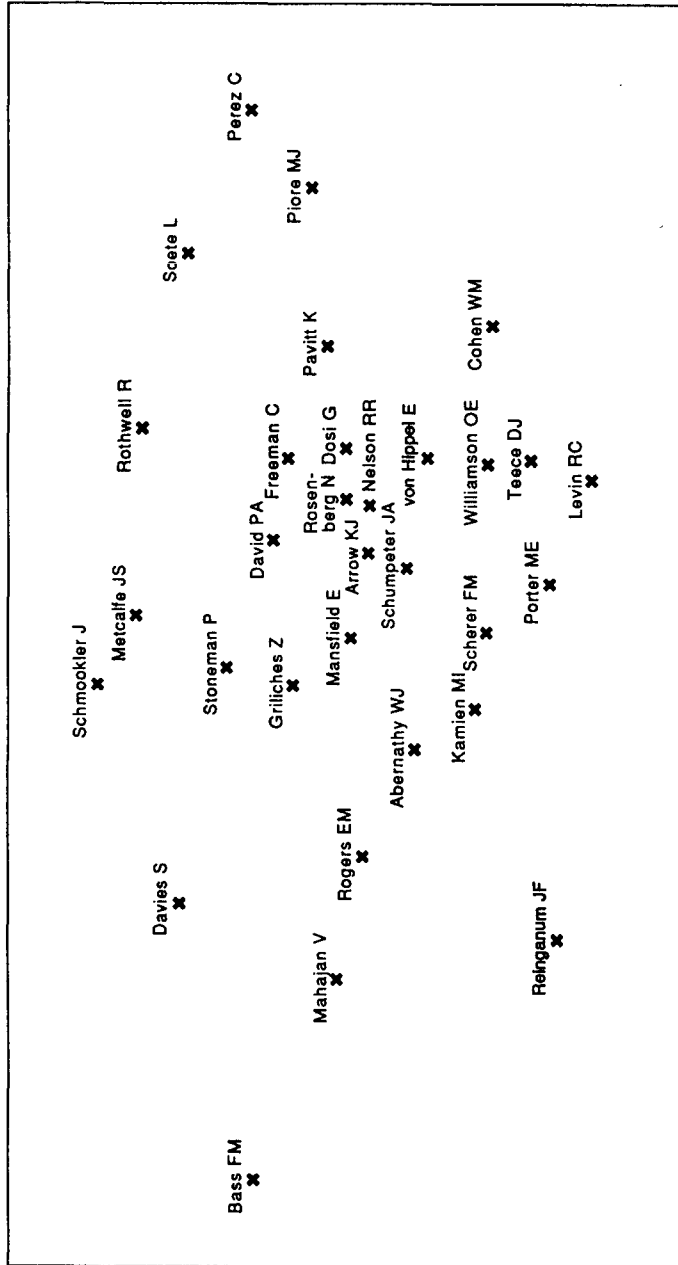 Schmookler J
Metcalfe JS
Rothwell R
Davies S
Soete L
Stoneman P
Bass FM
Perez C
David PA
Freeman C
Griliches Z
Piore MJ
Pavitt K
Mahajan V
Rosen-
berg N
Dosi G
Mansfield E
Rogers EM
Arrow KJ
Nelson RR
Schumpeter JA
Abernathy WJ
von Hippel E
Kamien MI
Scherer FM
Williamson OE
Cohen WM
Teece DJ
Porter ME
Reinganum JF
Levin RC